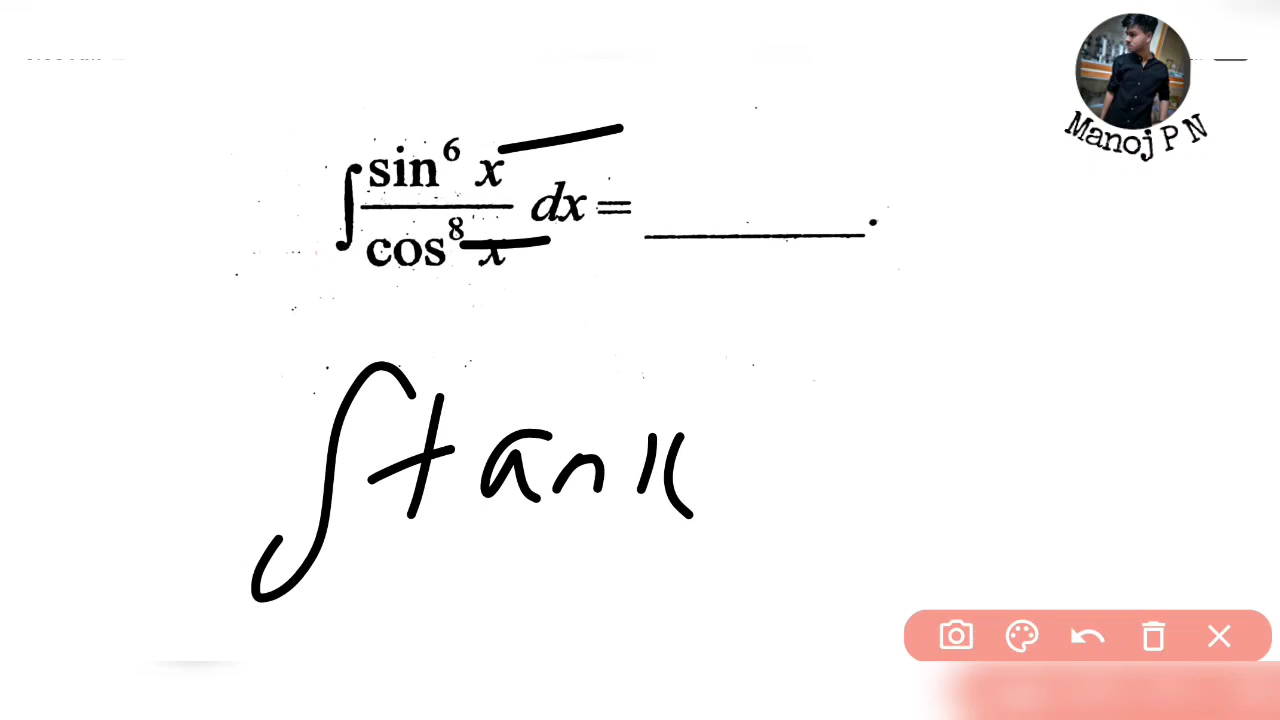 Manoj P N
∫ sin⁶ x / cos⁸ x dx = ________.
∫ tan x